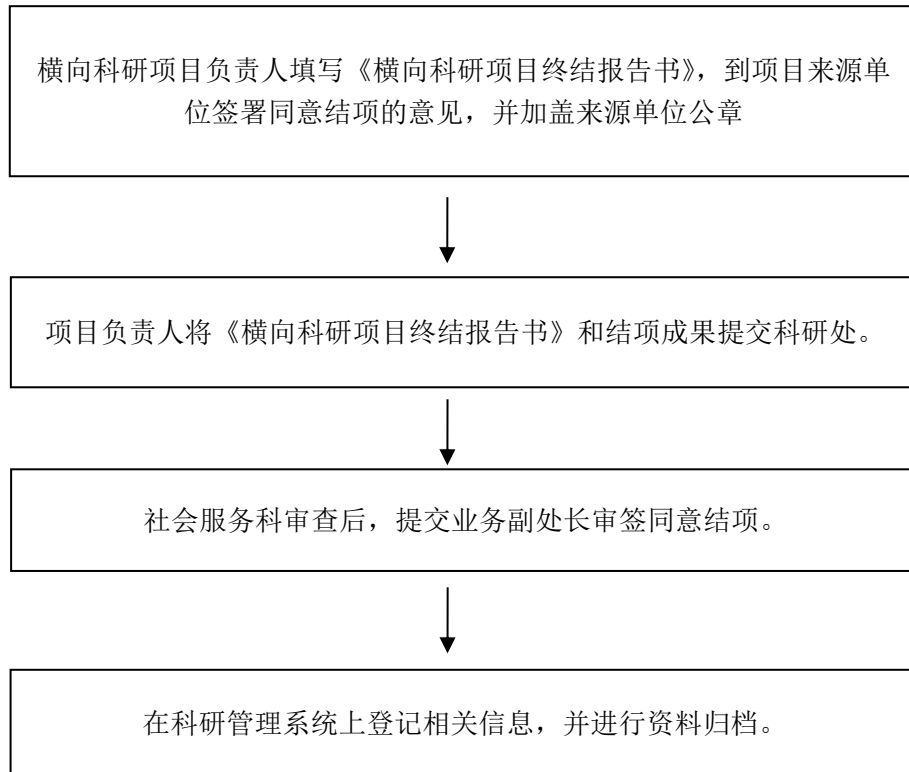 横向科研项目负责人填写《横向科研项目终结报告书》，到项目来源单
位签署同意结项的意见，并加盖来源单位公章
项目负责人将《横向科研项目终结报告书》和结项成果提交科研处。
社会服务科审查后，提交业务副处长审签同意结项。
在科研管理系统上登记相关信息，并进行资料归档。